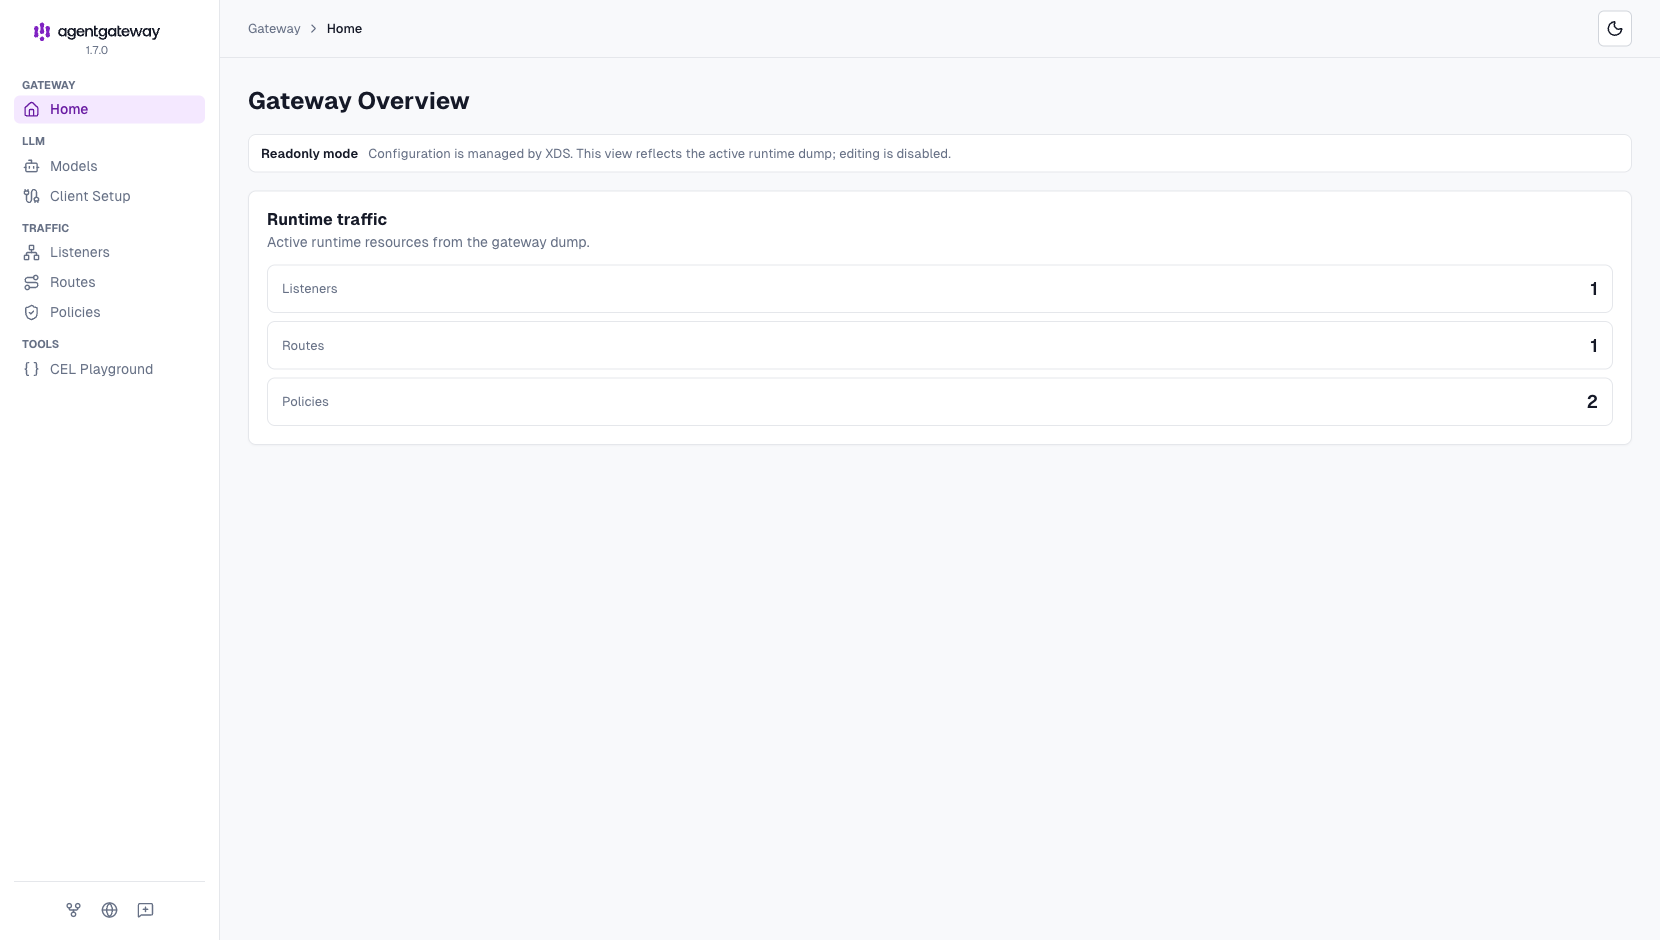 agentgateway
1.7.0
GATEWAY
Home
LLM
Models
Client Setup
TRAFFIC
Listeners
Routes
Policies
TOOLS
CEL Playground
Gateway > Home
Gateway Overview
Readonly mode Configuration is managed by XDS. This view reflects the active runtime dump; editing is disabled.
Runtime traffic
Active runtime resources from the gateway dump.
Listeners 1
Routes 1
Policies 2